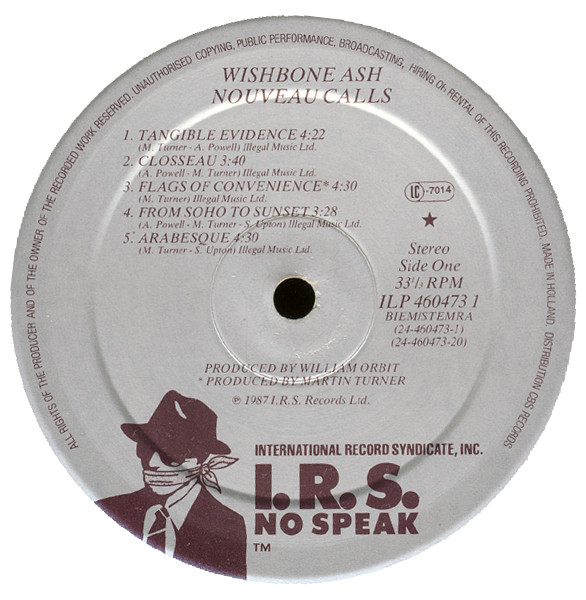 ALL RIGHTS OF THE PRODUCER AND OF THE OWNER OF THE RECORDED WORK RESERVED. UNAUTHORISED COPYING, PUBLIC PERFORMANCE, BROADCASTING, HIRING OR RENTAL OF THIS RECORDING PROHIBITED. MADE IN HOLLAND. DISTRIBUTION CBS RECORDS
WISHBONE ASH
NOUVEAU CALLS
1. TANGIBLE EVIDENCE 4:22
(M. Turner - A. Powell) Illegal Music Ltd.
2. CLOSSEAU 3:40
(A. Powell - M. Turner) Illegal Music Ltd.
3. FLAGS OF CONVENIENCE* 4:30
(M. Turner) Illegal Music Ltd.
4. FROM SOHO TO SUNSET 3:28
(A. Powell - M. Turner - S. Upton) Illegal Music Ltd.
5. ARABESQUE 4:30
(M. Turner - S. Upton) Illegal Music Ltd.
LC-7014
★
Stereo
Side One
33⅓ RPM
ILP 460473 1
BIEM/STEMRA
(24-460473-1)
(24-460473-20)
PRODUCED BY WILLIAM ORBIT
* PRODUCED BY MARTIN TURNER
℗ 1987 I.R.S. Records Ltd.
INTERNATIONAL RECORD SYNDICATE, INC.
I.R.S.
NO SPEAK
TM